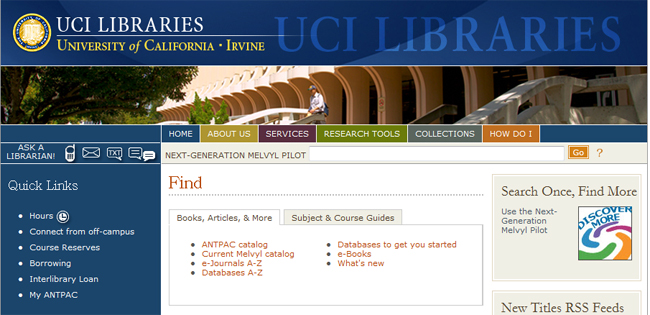 UCI LIBRARIES
UNIVERSITY of CALIFORNIA · IRVINE
UCI LIBRARIES
ASK A
LIBRARIAN!
TXT
HOME
ABOUT US
SERVICES
RESEARCH TOOLS
COLLECTIONS
HOW DO I
NEXT-GENERATION MELVYL PILOT
Go
?
Quick Links
Hours
Connect from off-campus
Course Reserves
Borrowing
Interlibrary Loan
My ANTPAC
Find
Books, Articles, & More
Subject & Course Guides
ANTPAC catalog
Current Melvyl catalog
e-Journals A-Z
Databases A-Z
Databases to get you started
e-Books
What's new
Search Once, Find More
Use the Next-
Generation
Melvyl Pilot
DISCOVER
MORE
New Titles RSS Feeds